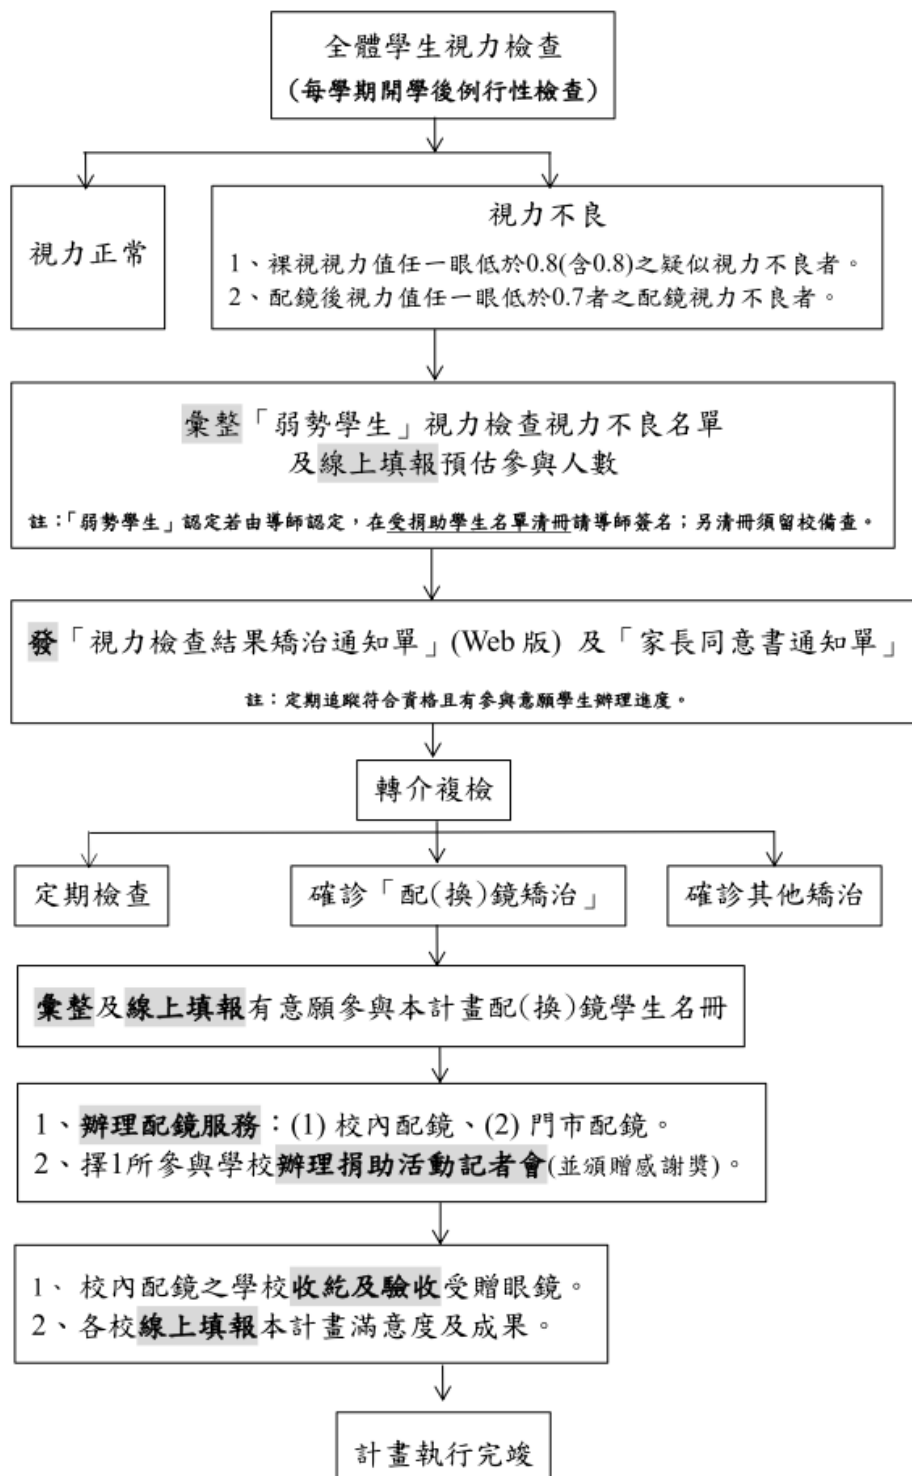 全體學生視力檢查
(每學期開學後例行性檢查)
視力正常
視力不良
1、裸視視力值任一眼低於0.8(含0.8)之疑似視力不良者。
2、配鏡後視力值任一眼低於0.7者之配鏡視力不良者。
彙整「弱勢學生」視力檢查視力不良名單
及線上填報預估參與人數
註:「弱勢學生」認定若由導師認定,在受捐助學生名單清冊請導師簽名;另清冊須留校備查。
發「視力檢查結果矯治通知單」(Web 版) 及「家長同意書通知單」
註:定期追蹤符合資格且有參與意願學生辦理進度。
轉介複檢
定期檢查
確診「配(換)鏡矯治」
確診其他矯治
彙整及線上填報有意願參與本計畫配(換)鏡學生名冊
1、辦理配鏡服務:(1) 校內配鏡、(2) 門市配鏡。
2、擇1所參與學校辦理捐助活動記者會(並頒贈感謝獎)。
1、 校內配鏡之學校收紇及驗收受贈眼鏡。
2、各校線上填報本計畫滿意度及成果。
計畫執行完竣